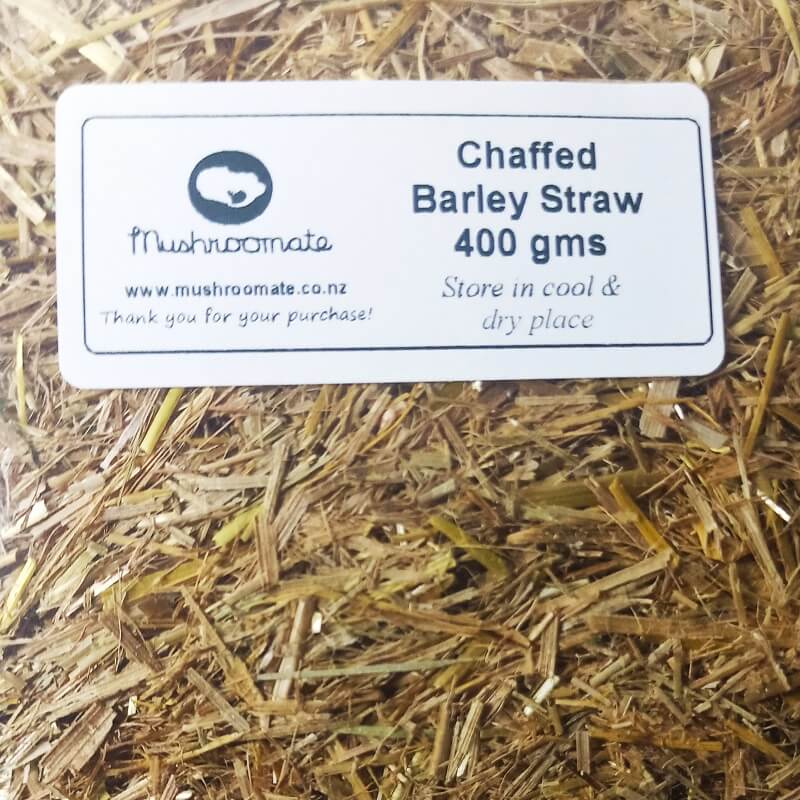 Mushroomate
www.mushroomate.co.nz
Thank you for your purchase!
Chaffed
Barley Straw
400 gms
Store in cool &
dry place